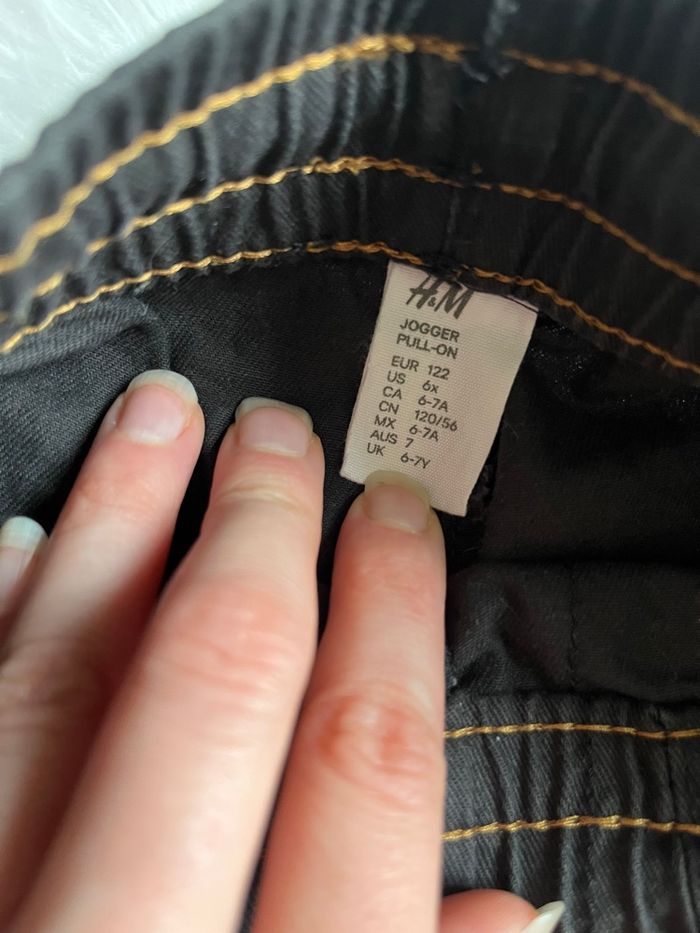 H&M
JOGGER
PULL-ON
EUR 122
US 6x
CA 6-7A
CN 120/56
MX 6-7A
AUS 7
UK 6-7Y